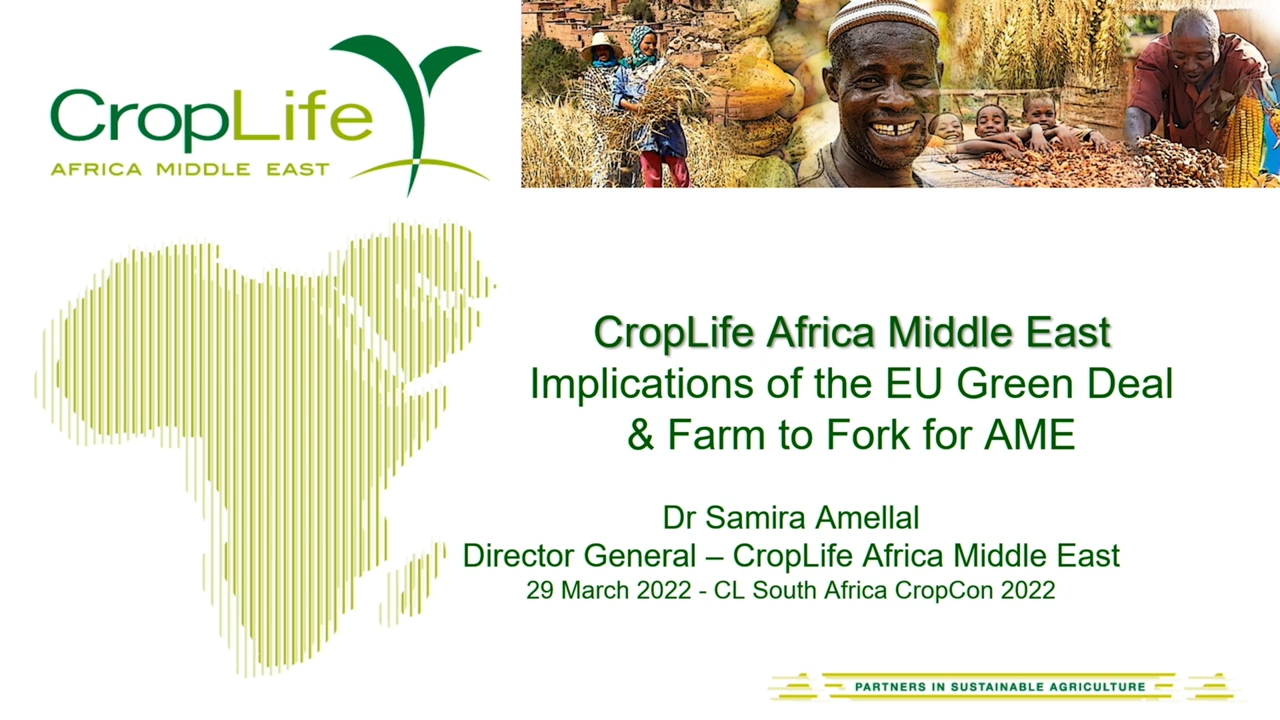 CropLife
AFRICA MIDDLE EAST
CropLife Africa Middle East
Implications of the EU Green Deal
& Farm to Fork for AME
Dr Samira Amellal
Director General – CropLife Africa Middle East
29 March 2022 - CL South Africa CropCon 2022
PARTNERS IN SUSTAINABLE AGRICULTURE